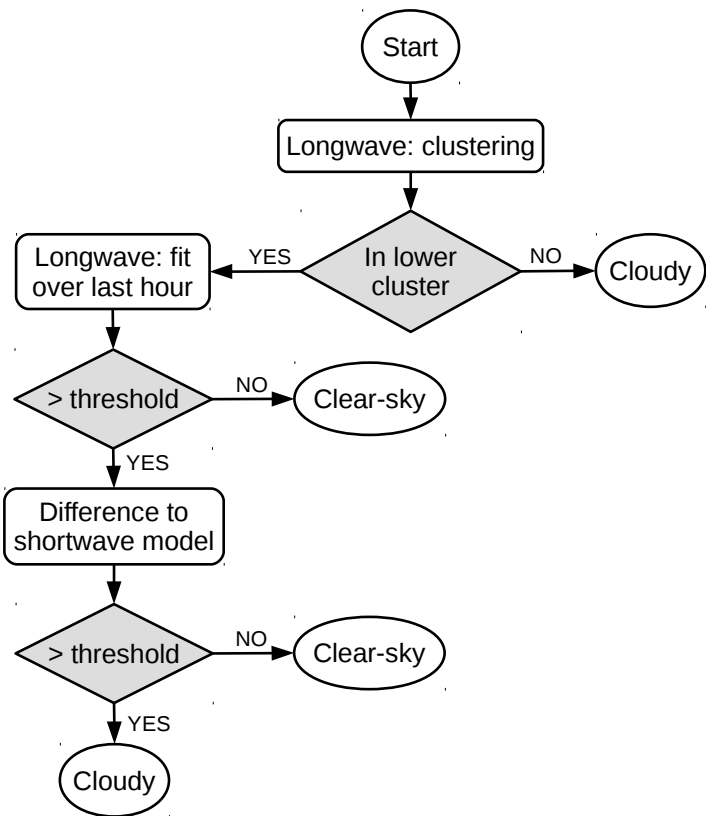 Start
Longwave: clustering
In lower
cluster
YES
NO
Cloudy
Longwave: fit
over last hour
> threshold
NO
Clear-sky
YES
Difference to
shortwave model
> threshold
NO
Clear-sky
YES
Cloudy